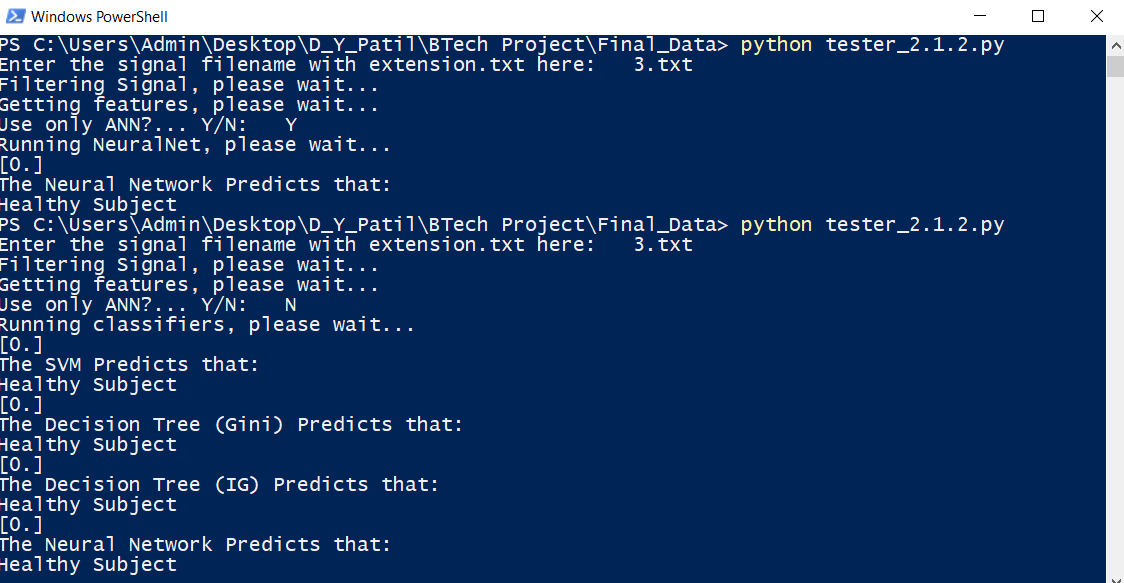 Windows PowerShell
PS C:\Users\Admin\Desktop\D_Y_Patil\BTech Project\Final_Data> python tester_2.1.2.py
Enter the signal filename with extension.txt here:   3.txt
Filtering Signal, please wait...
Getting features, please wait...
Use only ANN?... Y/N:   Y
Running NeuralNet, please wait...
[0.]
The Neural Network Predicts that:
Healthy Subject
PS C:\Users\Admin\Desktop\D_Y_Patil\BTech Project\Final_Data> python tester_2.1.2.py
Enter the signal filename with extension.txt here:   3.txt
Filtering Signal, please wait...
Getting features, please wait...
Use only ANN?... Y/N:   N
Running classifiers, please wait...
[0.]
The SVM Predicts that:
Healthy Subject
[0.]
The Decision Tree (Gini) Predicts that:
Healthy Subject
[0.]
The Decision Tree (IG) Predicts that:
Healthy Subject
[0.]
The Neural Network Predicts that:
Healthy Subject